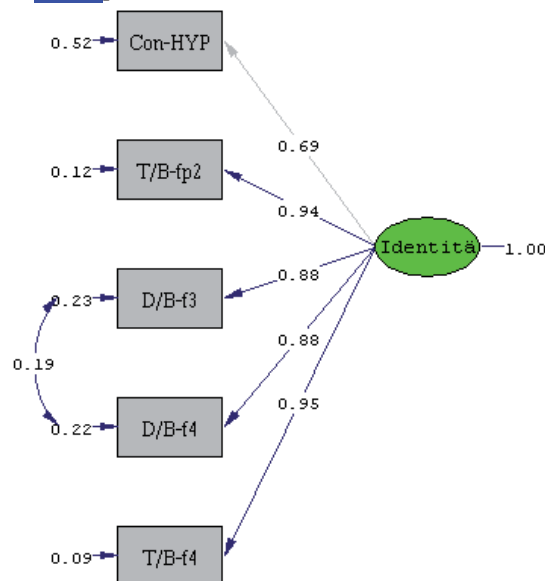 0.52 Con-HYP
0.69
0.12 T/B-fp2
0.94
Identità 1.00
0.88
0.23 D/B-f3
0.88
0.19
0.95
0.22 D/B-f4
0.09 T/B-f4